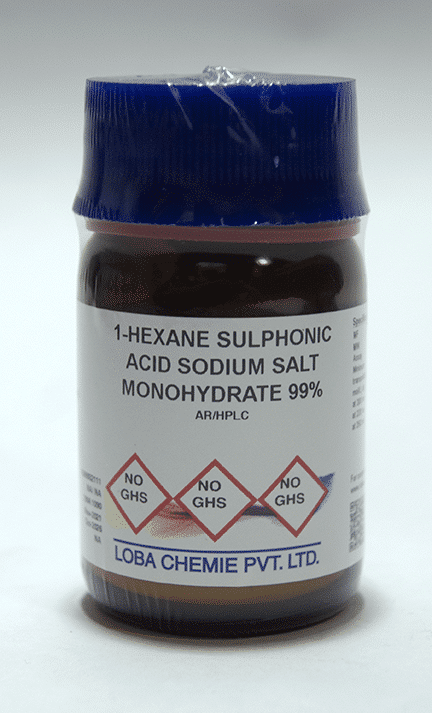 1-HEXANE SULPHONIC
ACID SODIUM SALT
MONOHYDRATE 99%
AR/HPLC
NO
GHS
NO
GHS
NO
GHS
LOBA CHEMIE PVT. LTD.